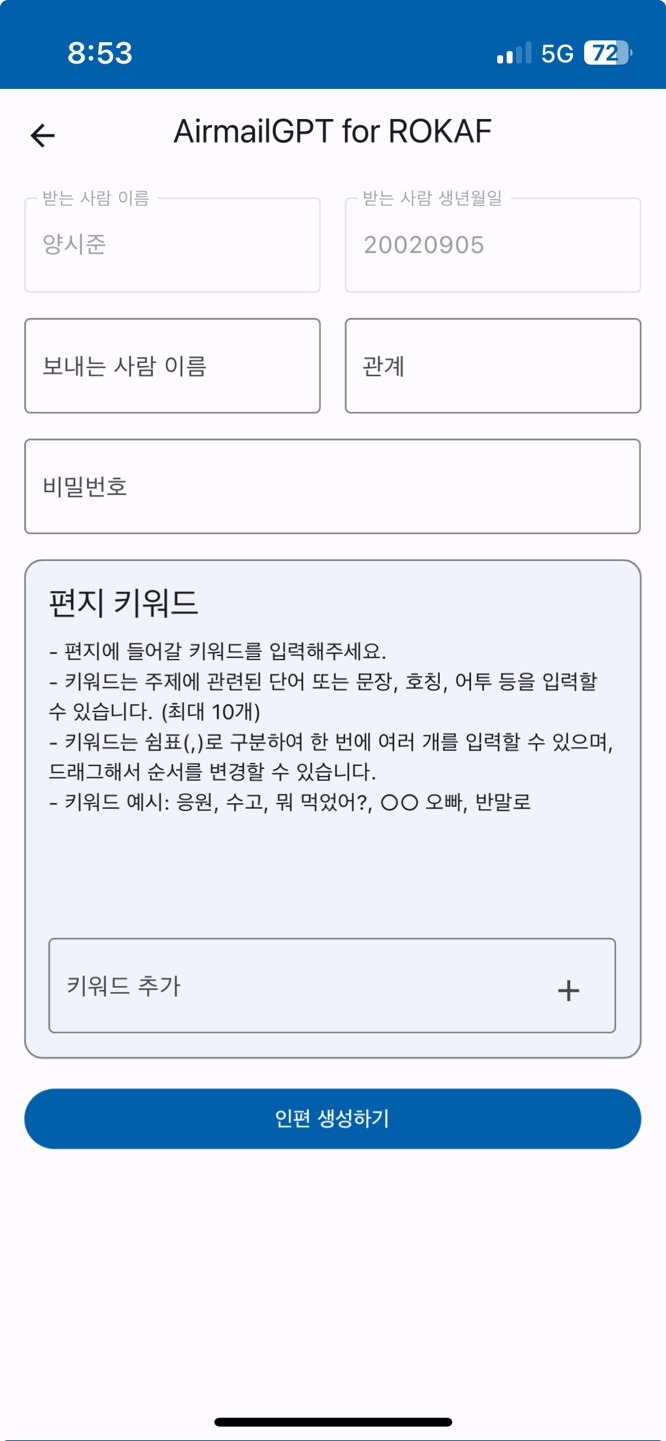 8:53
5G 72
AirmailGPT for ROKAF
받는 사람 이름
양시준
받는 사람 생년월일
20020905
보내는 사람 이름
관계
비밀번호
편지 키워드
- 편지에 들어갈 키워드를 입력해주세요.
- 키워드는 주제에 관련된 단어 또는 문장, 호칭, 어투 등을 입력할
수 있습니다. (최대 10개)
- 키워드는 쉼표(,)로 구분하여 한 번에 여러 개를 입력할 수 있으며,
드래그해서 순서를 변경할 수 있습니다.
- 키워드 예시: 응원, 수고, 뭐 먹었어?, ○○ 오빠, 반말로
키워드 추가
인편 생성하기